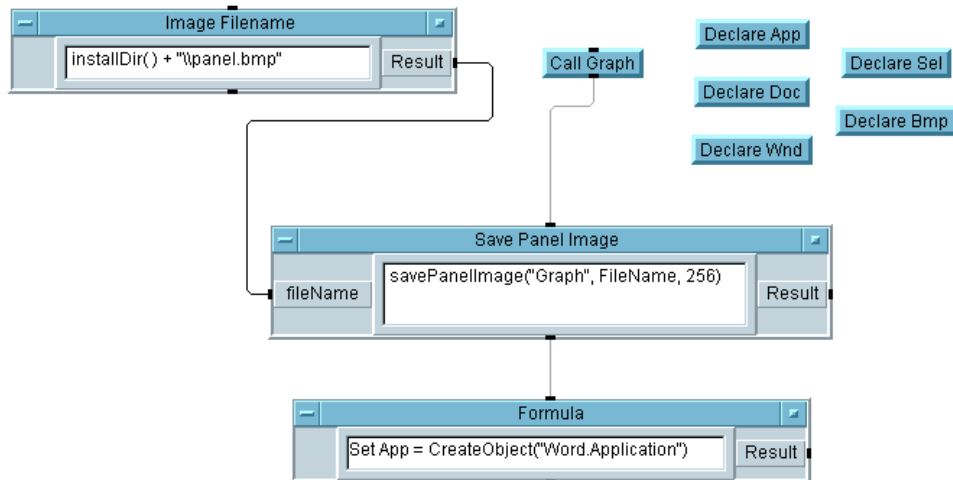 Image Filename
installDir( ) + "\\panel.bmp"
Result
Call Graph
Declare App
Declare Sel
Declare Doc
Declare Bmp
Declare Wnd
Save Panel Image
fileName
savePanelImage("Graph", FileName, 256)
Result
Formula
Set App = CreateObject("Word.Application")
Result